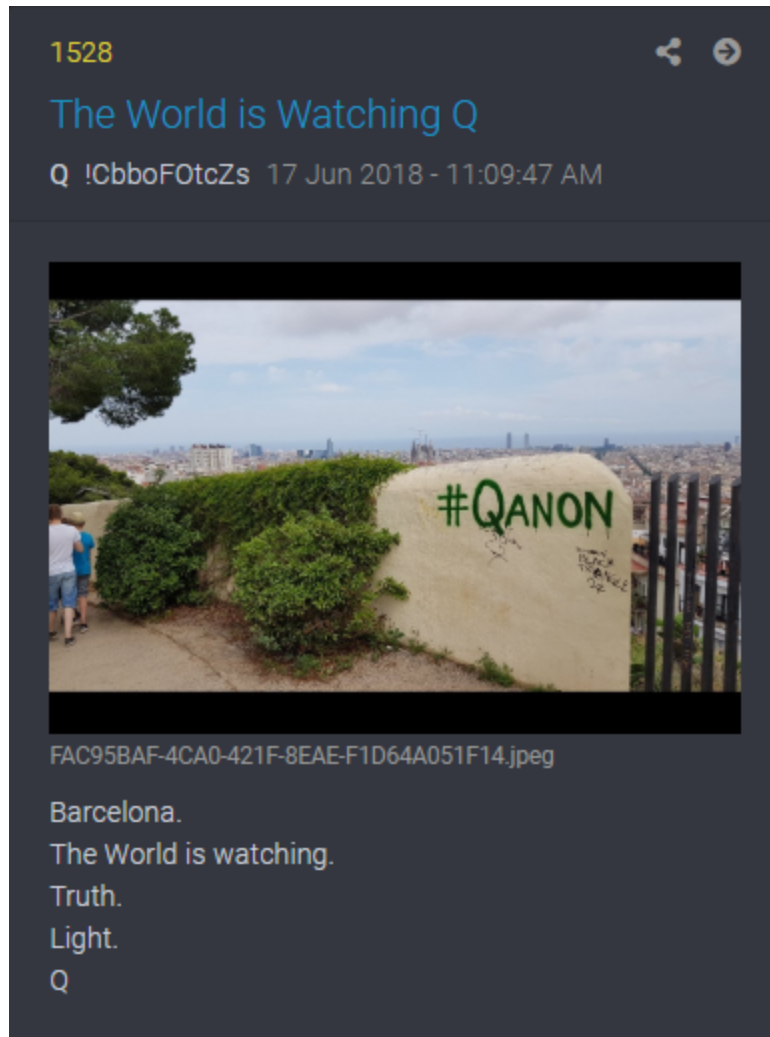 1528
The World is Watching Q
Q !CbboFOtcZs 17 Jun 2018 - 11:09:47 AM
#QANON
FAC95BAF-4CA0-421F-8EAE-F1D64A051F14.jpeg
Barcelona.
The World is watching.
Truth.
Light.
Q